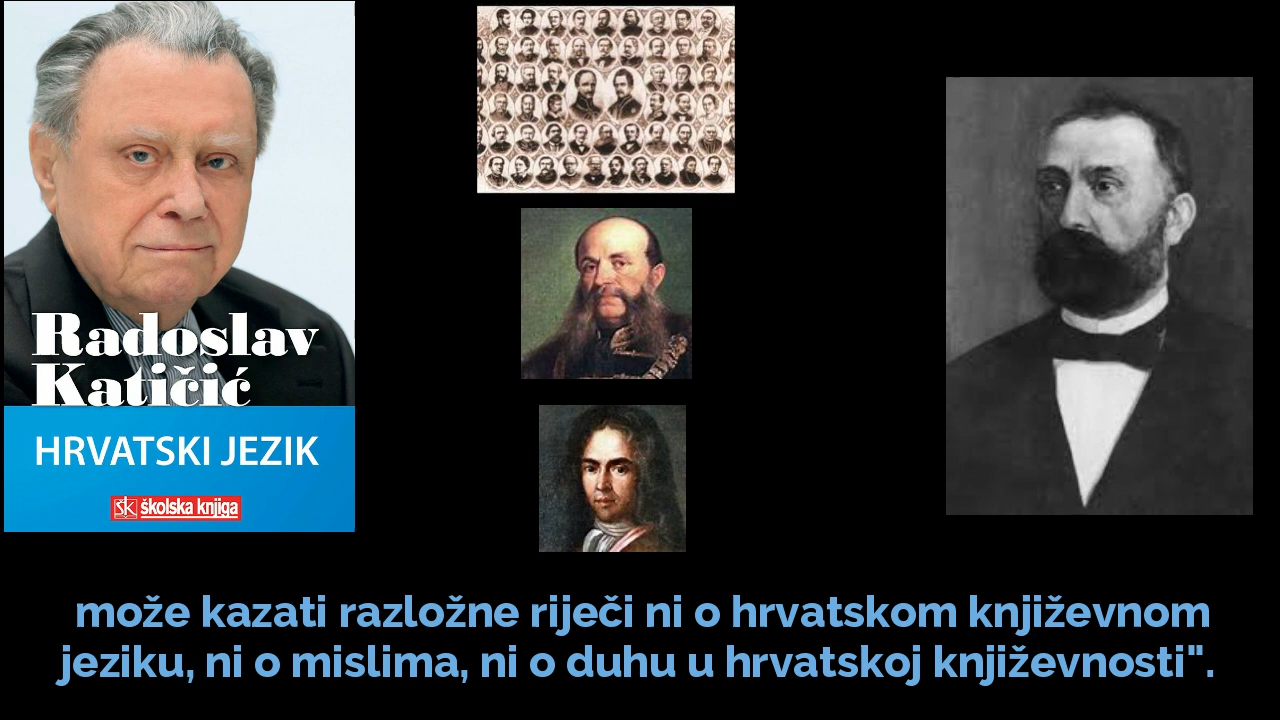 Radoslav
Katičić
HRVATSKI JEZIK
ŠK školska knjiga
može kazati razložne riječi ni o hrvatskom književnom
jeziku, ni o mislima, ni o duhu u hrvatskoj književnosti".